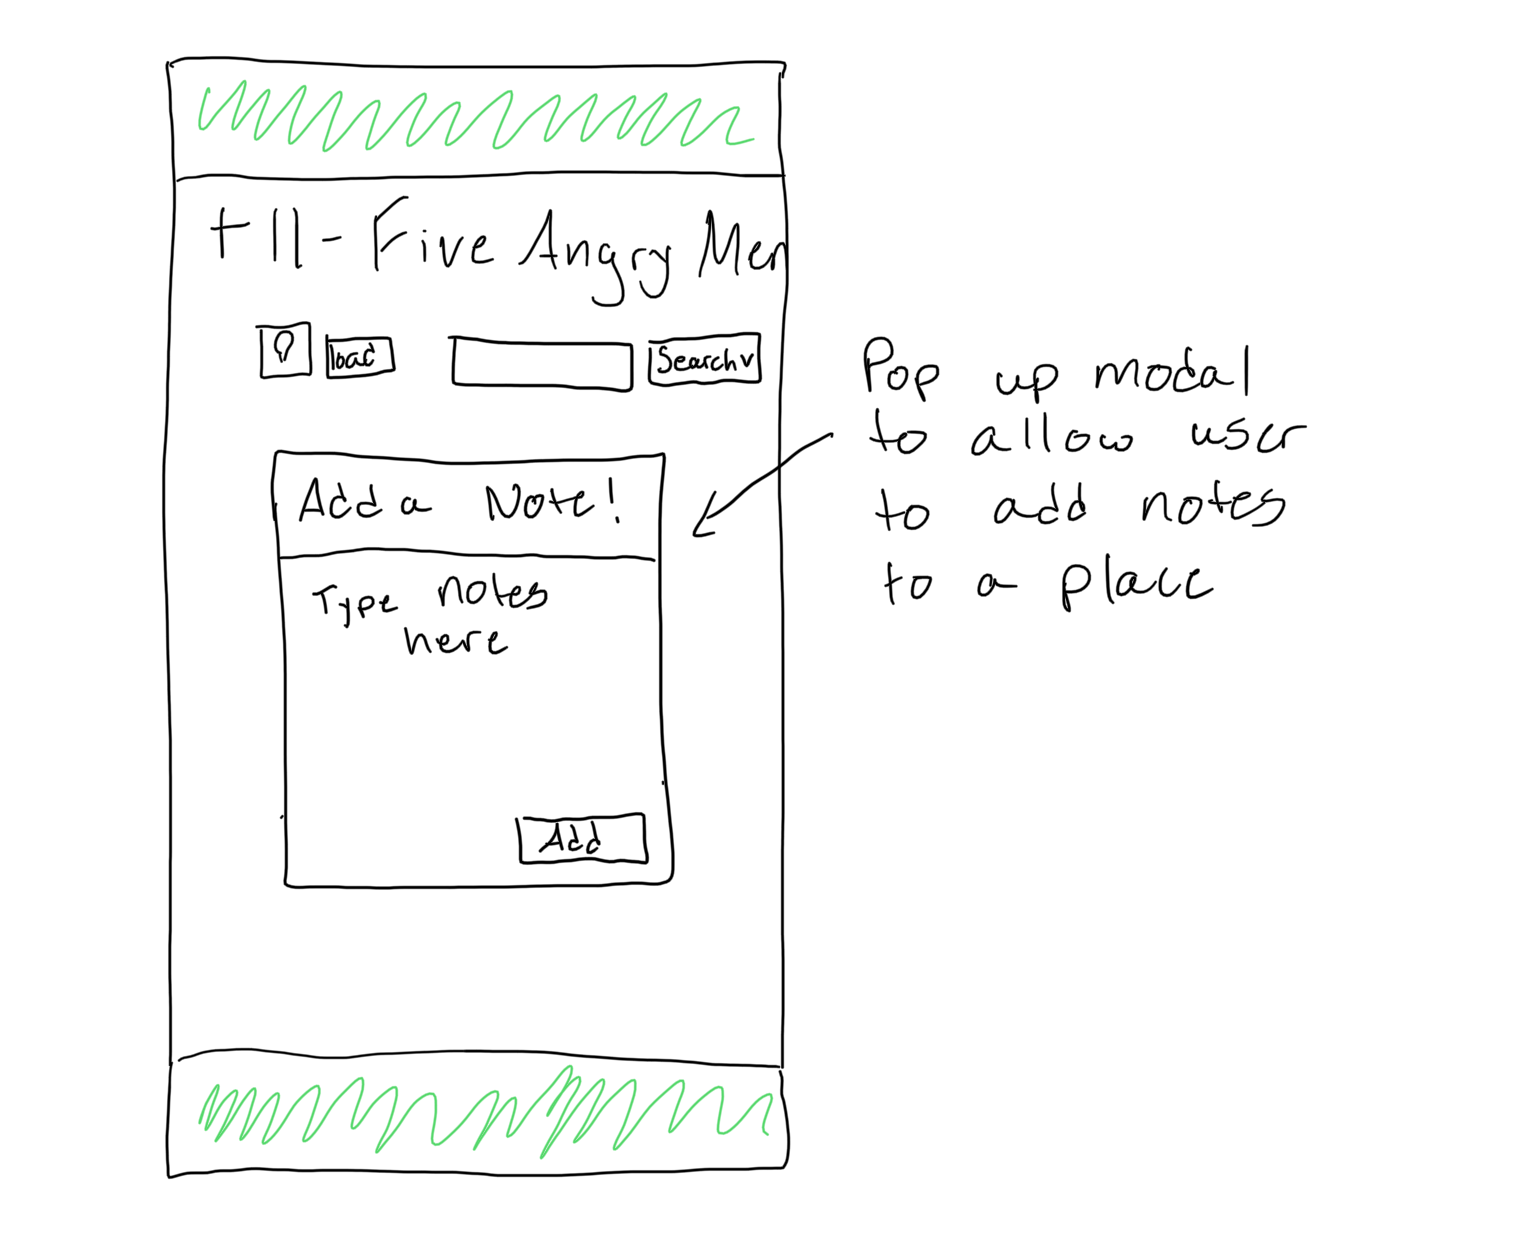 t11 - Five Angry Men
load
Search v
Add a Note!
Type notes
here
Add
Pop up modal
to allow user
to add notes
to a place